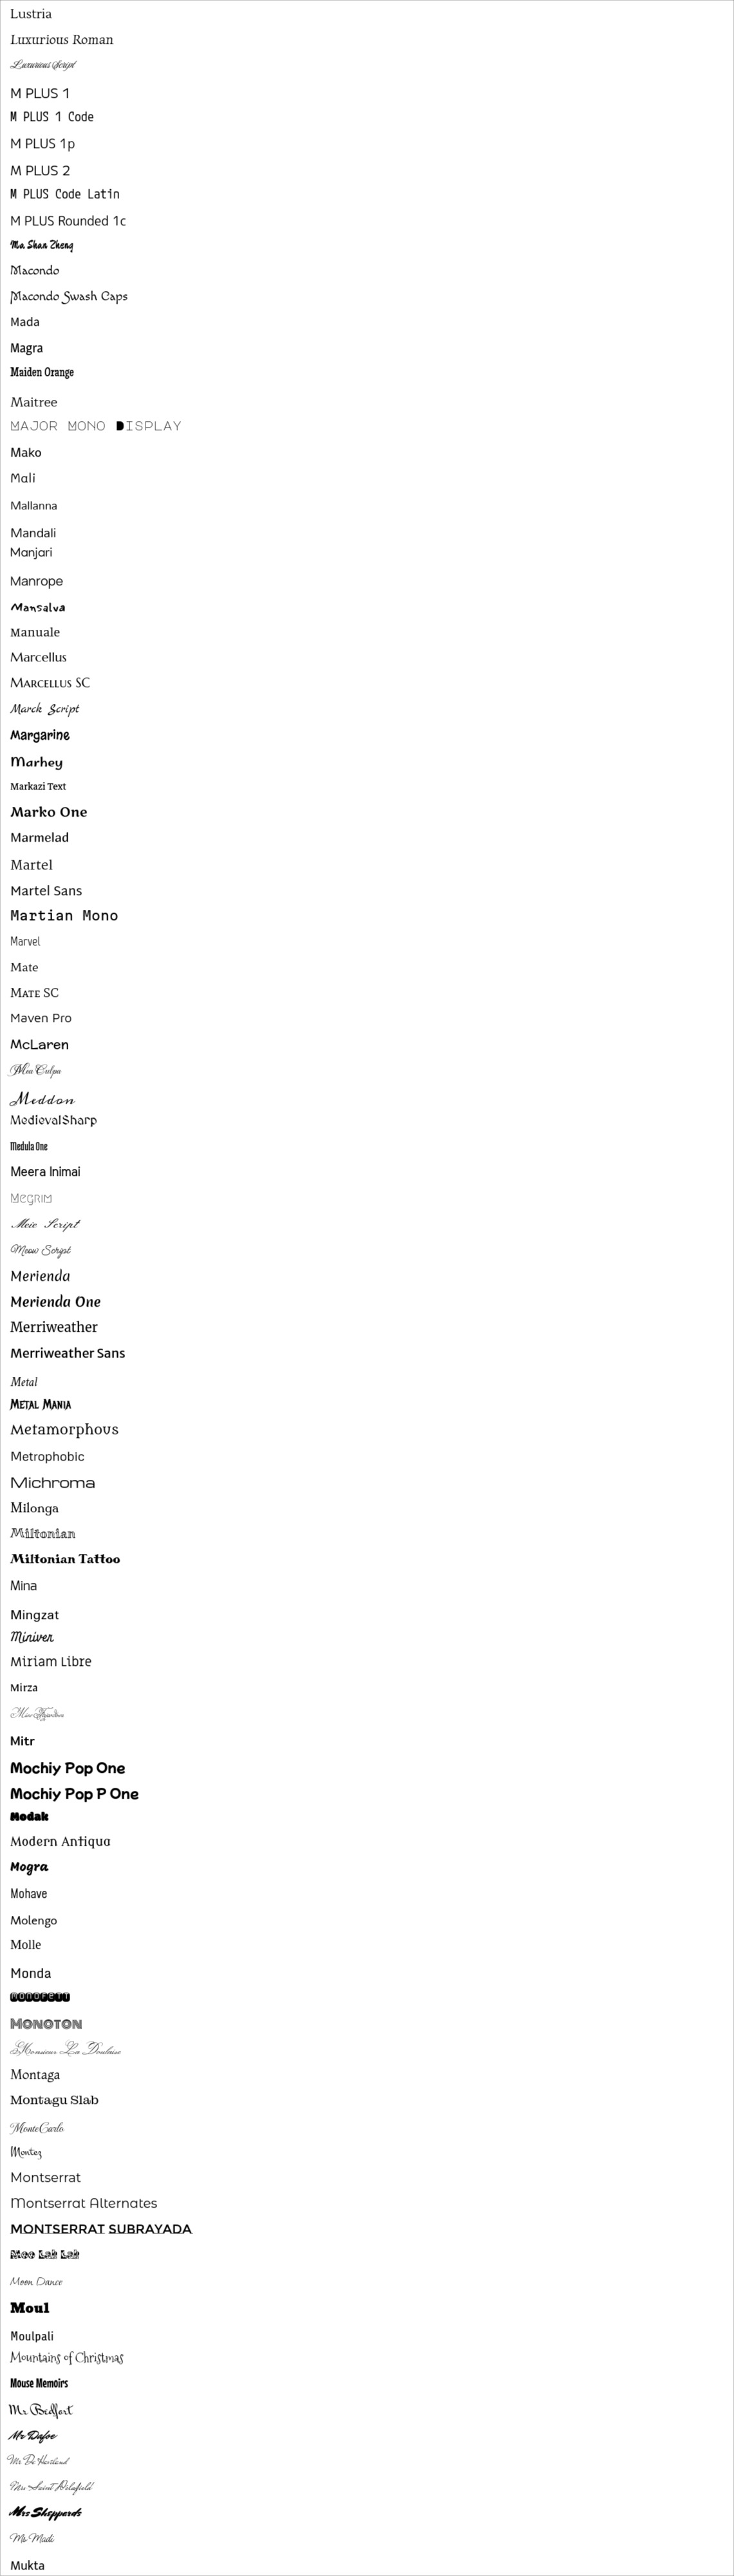 Lustria
Luxurious Roman
Luxurious Script
M PLUS 1
M PLUS 1 Code
M PLUS 1p
M PLUS 2
M PLUS Code Latin
M PLUS Rounded 1c
Ma Shan Zheng
Macondo
Macondo Swash Caps
Mada
Magra
Maiden Orange
Maitree
MAJOR MONO DISPLAY
Mako
Mali
Mallanna
Mandali
Manjari
Manrope
Mansalva
Manuale
Marcellus
Marcellus SC
Marck Script
Margarine
Marhey
Markazi Text
Marko One
Marmelad
Martel
Martel Sans
Martian Mono
Marvel
Mate
Mate SC
Maven Pro
McLaren
Mea Culpa
Meddon
MedievalSharp
Medula One
Meera Inimai
Megrim
Meie Script
Meow Script
Merienda
Merienda One
Merriweather
Merriweather Sans
Metal
Metal Mania
Metamorphous
Metrophobic
Michroma
Milonga
Miltonian
Miltonian Tattoo
Mina
Mingzat
Miniver
Miriam Libre
Mirza
Miss Fajardose
Mitr
Mochiy Pop One
Mochiy Pop P One
Modak
Modern Antiqua
Mogra
Mohave
Molengo
Molle
Monda
MONOFETT
MONOTON
Monsieur La Doulaise
Montaga
Montagu Slab
MonteCarlo
Montez
Montserrat
Montserrat Alternates
MONTSERRAT SUBRAYADA
Moo Lah Lah
Moon Dance
Moul
Moulpali
Mountains of Christmas
Mouse Memoirs
Mr Bedfort
Mr Dafoe
Mr De Haviland
Mrs Saint Delafield
Mrs Sheppards
Ms Madi
Mukta